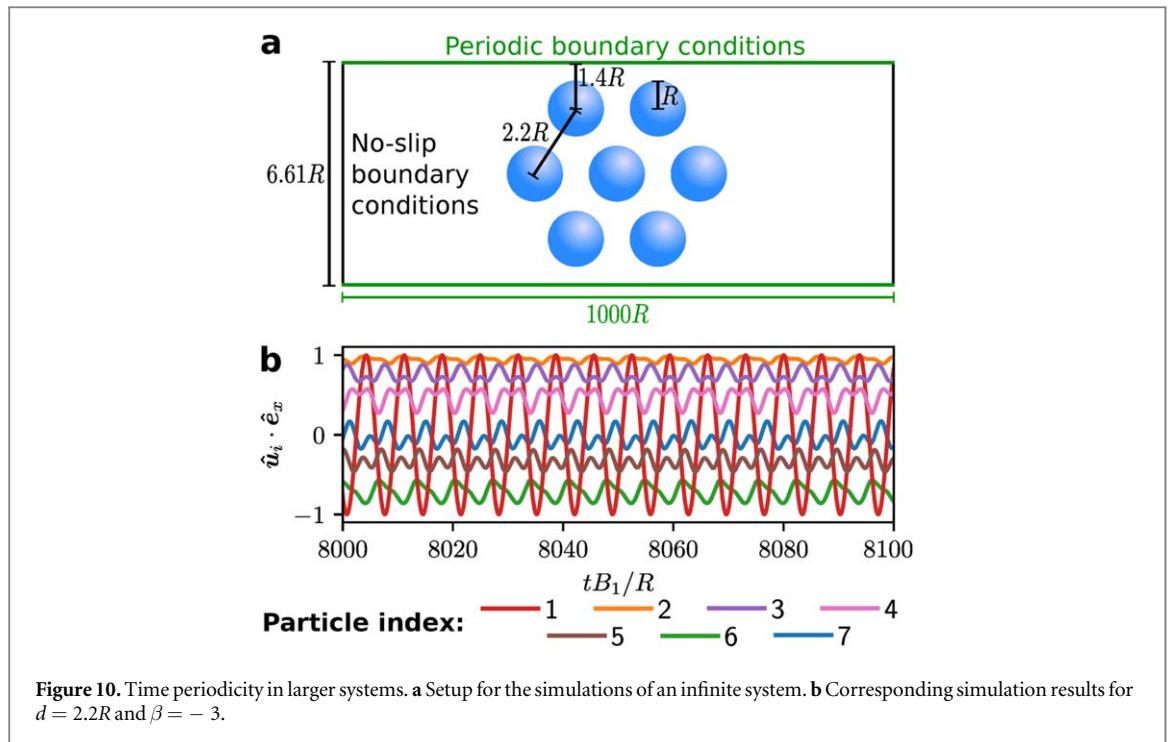 a
Periodic boundary conditions
1.4R
R
2.2R
No-slip
boundary
conditions
6.61R
1000R
b
1
0
−1
û_i · ê_x
8000 8020 8040 8060 8080 8100
tB_1/R
Particle index: 1 2 3 4
5 6 7
Figure 10. Time periodicity in larger systems. a Setup for the simulations of an infinite system. b Corresponding simulation results for
d = 2.2R and β = − 3.